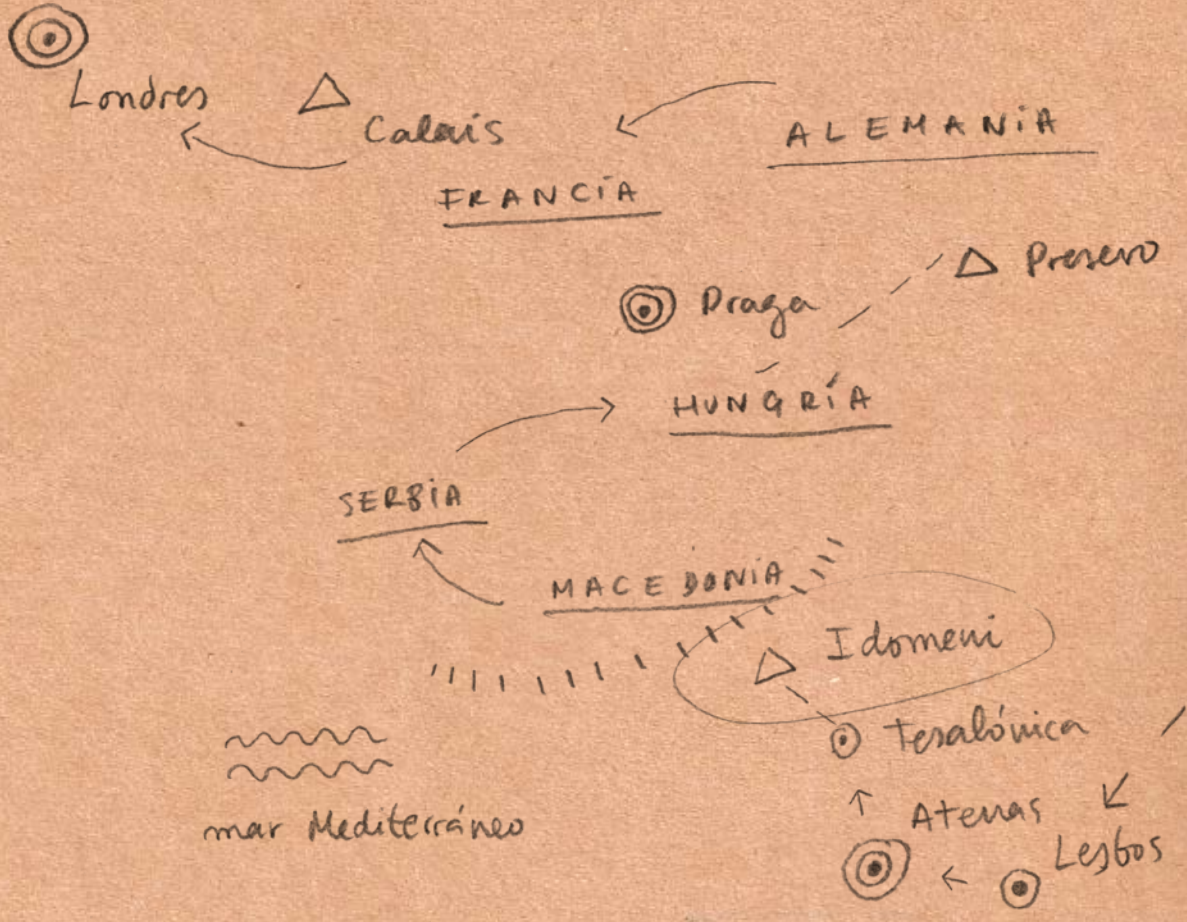 Londres
Calais
ALEMANIA
FRANCIA
Presevo
Praga
HUNGRÍA
SERBIA
MACEDONIA
Idomeni
Tesalónica
mar Mediterráneo
Atenas
Lesbos